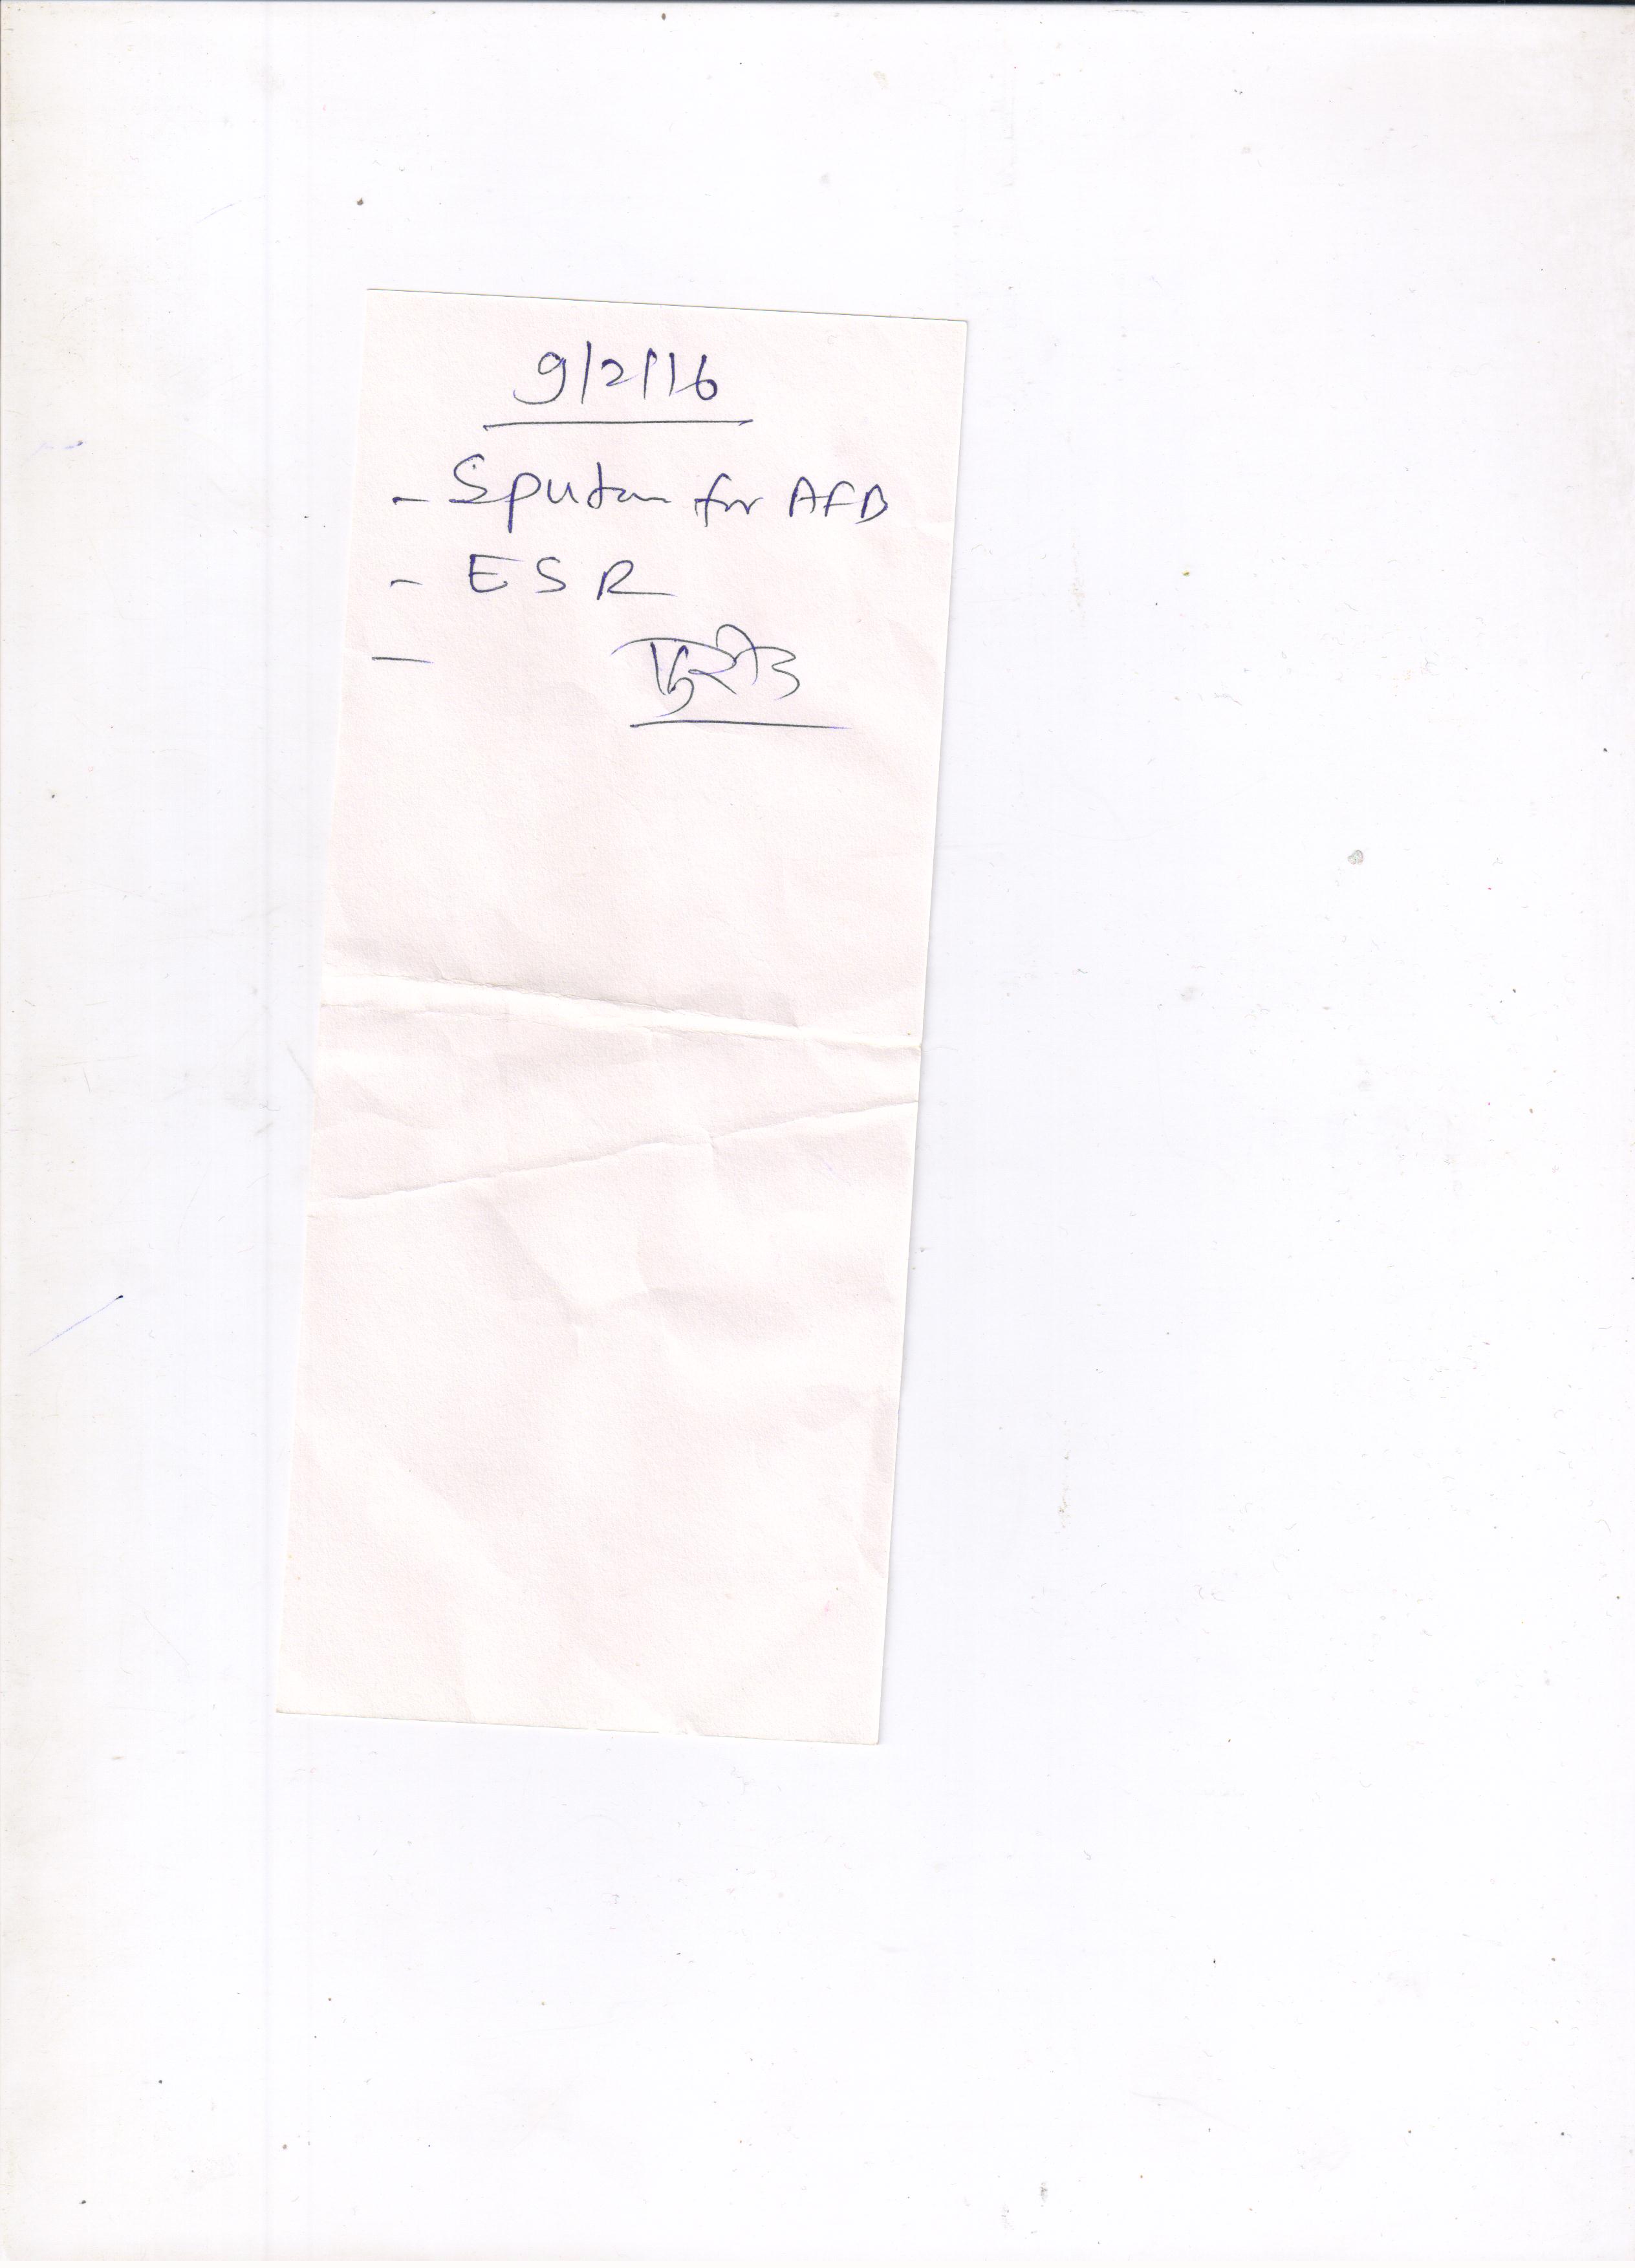 9/2/16
- Sputum for AFB
- ESR
-